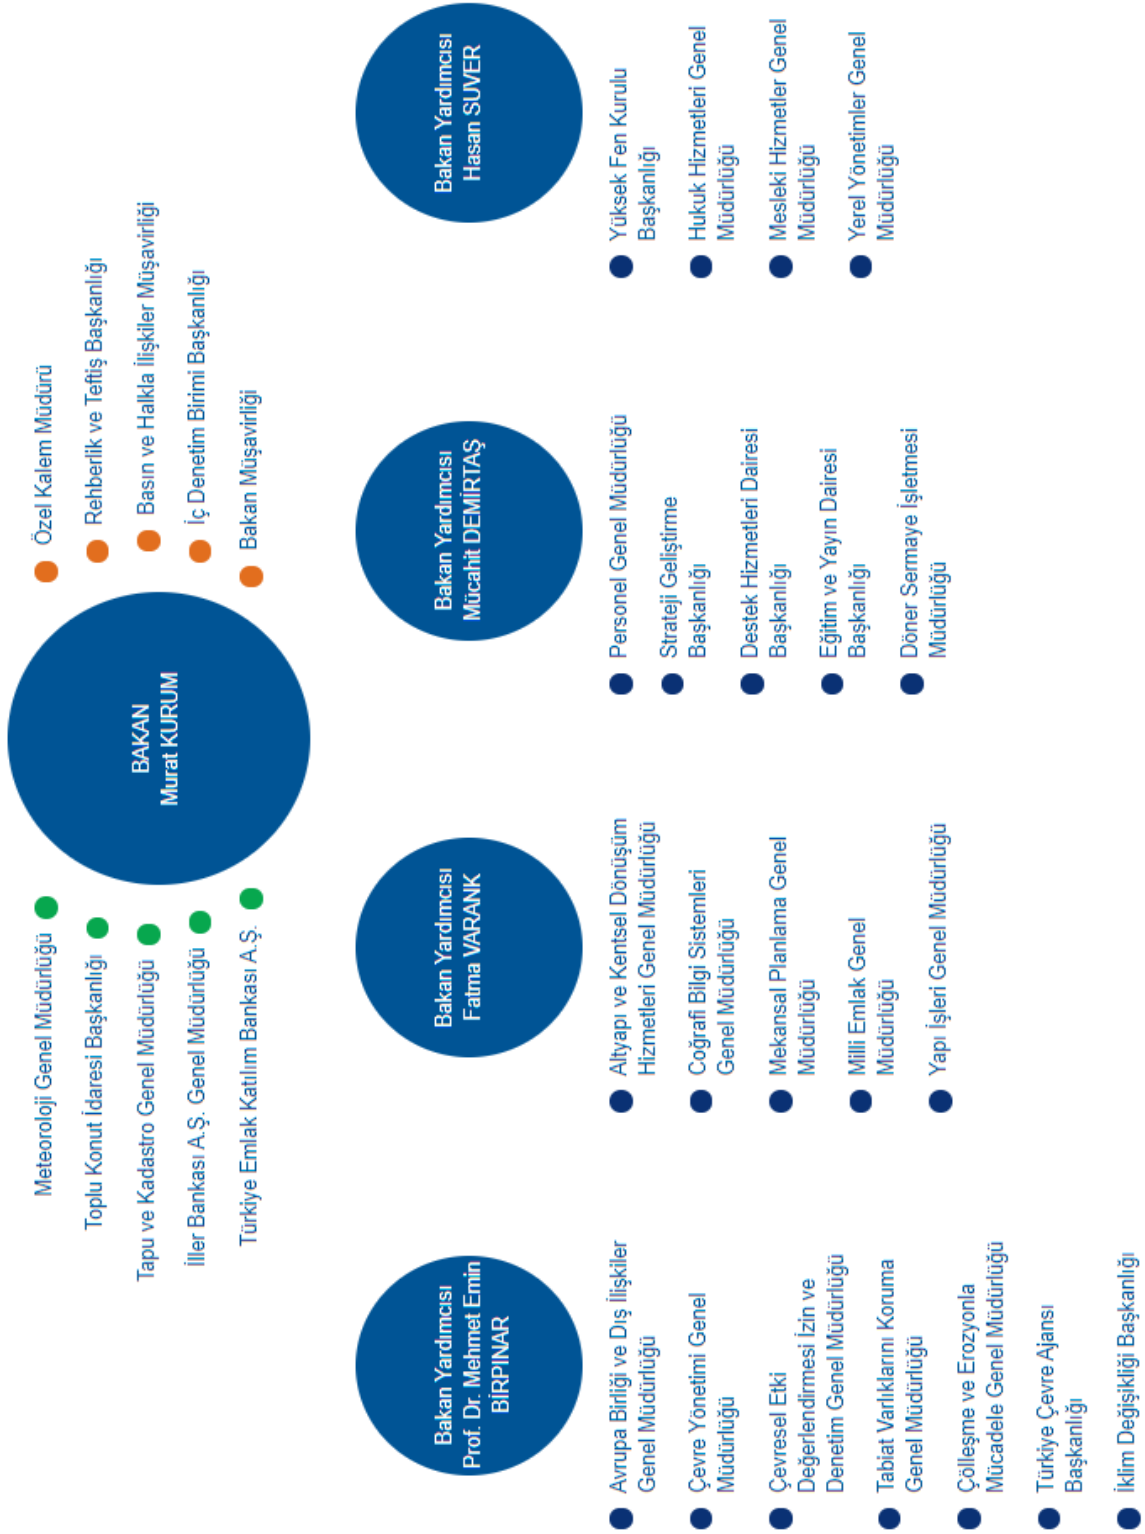 Meteoroloji Genel Müdürlüğü
Toplu Konut İdaresi Başkanlığı
Tapu ve Kadastro Genel Müdürlüğü
İller Bankası A.Ş. Genel Müdürlüğü
Türkiye Emlak Katılım Bankası A.Ş.
BAKAN
Murat KURUM
Özel Kalem Müdürü
Rehberlik ve Teftiş Başkanlığı
Basın ve Halkla İlişkiler Müşavirliği
İç Denetim Birimi Başkanlığı
Bakan Müşavirliği
Bakan Yardımcısı
Prof. Dr. Mehmet Emin
BİRPINAR
Avrupa Birliği ve Dış İlişkiler
Genel Müdürlüğü
Çevre Yönetimi Genel
Müdürlüğü
Çevresel Etki
Değerlendirmesi İzin ve
Denetim Genel Müdürlüğü
Tabiat Varlıklarını Koruma
Genel Müdürlüğü
Çölleşme ve Erozyonla
Mücadele Genel Müdürlüğü
Türkiye Çevre Ajansı
Başkanlığı
İklim Değişikliği Başkanlığı
Bakan Yardımcısı
Fatma VARANK
Altyapı ve Kentsel Dönüşüm
Hizmetleri Genel Müdürlüğü
Coğrafi Bilgi Sistemleri
Genel Müdürlüğü
Mekansal Planlama Genel
Müdürlüğü
Milli Emlak Genel
Müdürlüğü
Yapı İşleri Genel Müdürlüğü
Bakan Yardımcısı
Mücahit DEMİRTAŞ
Personel Genel Müdürlüğü
Strateji Geliştirme
Başkanlığı
Destek Hizmetleri Dairesi
Başkanlığı
Eğitim ve Yayın Dairesi
Başkanlığı
Döner Sermaye İşletmesi
Müdürlüğü
Bakan Yardımcısı
Hasan SUVER
Yüksek Fen Kurulu
Başkanlığı
Hukuk Hizmetleri Genel
Müdürlüğü
Mesleki Hizmetler Genel
Müdürlüğü
Yerel Yönetimler Genel
Müdürlüğü